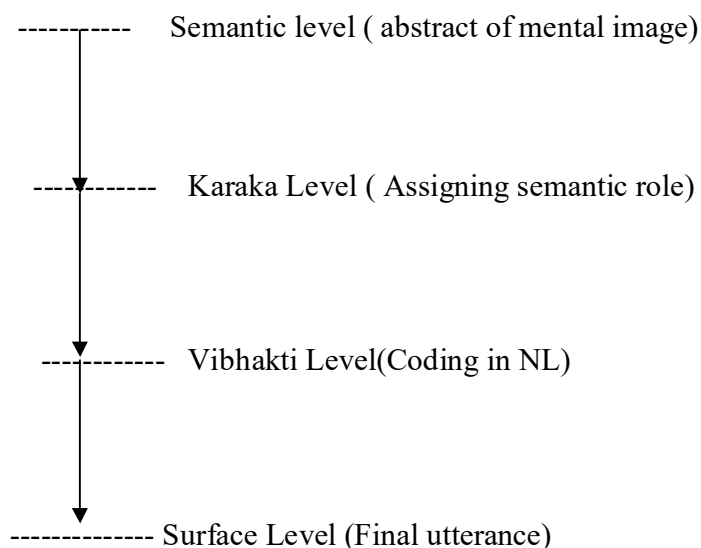 Semantic level ( abstract of mental image)
Karaka Level ( Assigning semantic role)
Vibhakti Level(Coding in NL)
Surface Level (Final utterance)